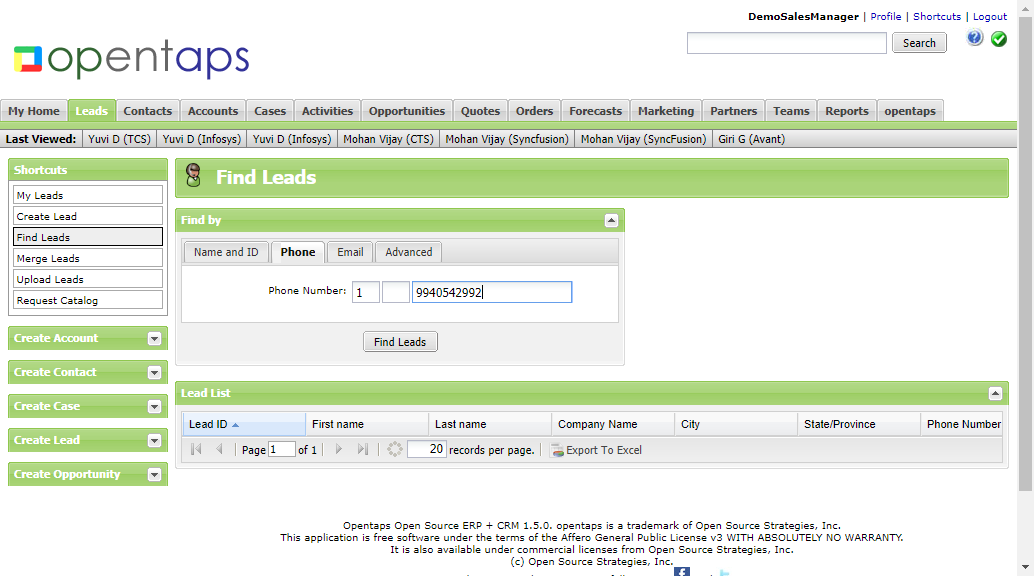 DemoSalesManager | Profile | Shortcuts | Logout
Search
opentaps
My Home Leads Contacts Accounts Cases Activities Opportunities Quotes Orders Forecasts Marketing Partners Teams Reports opentaps
Last Viewed: Yuvi D (TCS) Yuvi D (Infosys) Yuvi D (Infosys) Mohan Vijay (CTS) Mohan Vijay (Syncfusion) Mohan Vijay (SyncFusion) Giri G (Avant)
Shortcuts
My Leads
Create Lead
Find Leads
Merge Leads
Upload Leads
Request Catalog
Create Account
Create Contact
Create Case
Create Lead
Create Opportunity
Find Leads
Find by
Name and ID Phone Email Advanced
Phone Number: 1 9940542992
Find Leads
Lead List
Lead ID First name Last name Company Name City State/Province Phone Number
Page 1 of 1 20 records per page. Export To Excel
Opentaps Open Source ERP + CRM 1.5.0. opentaps is a trademark of Open Source Strategies, Inc.
This application is free software under the terms of the Affero General Public License v3 WITH ABSOLUTELY NO WARRANTY.
It is also available under commercial licenses from Open Source Strategies, Inc.
(c) Open Source Strategies, Inc.